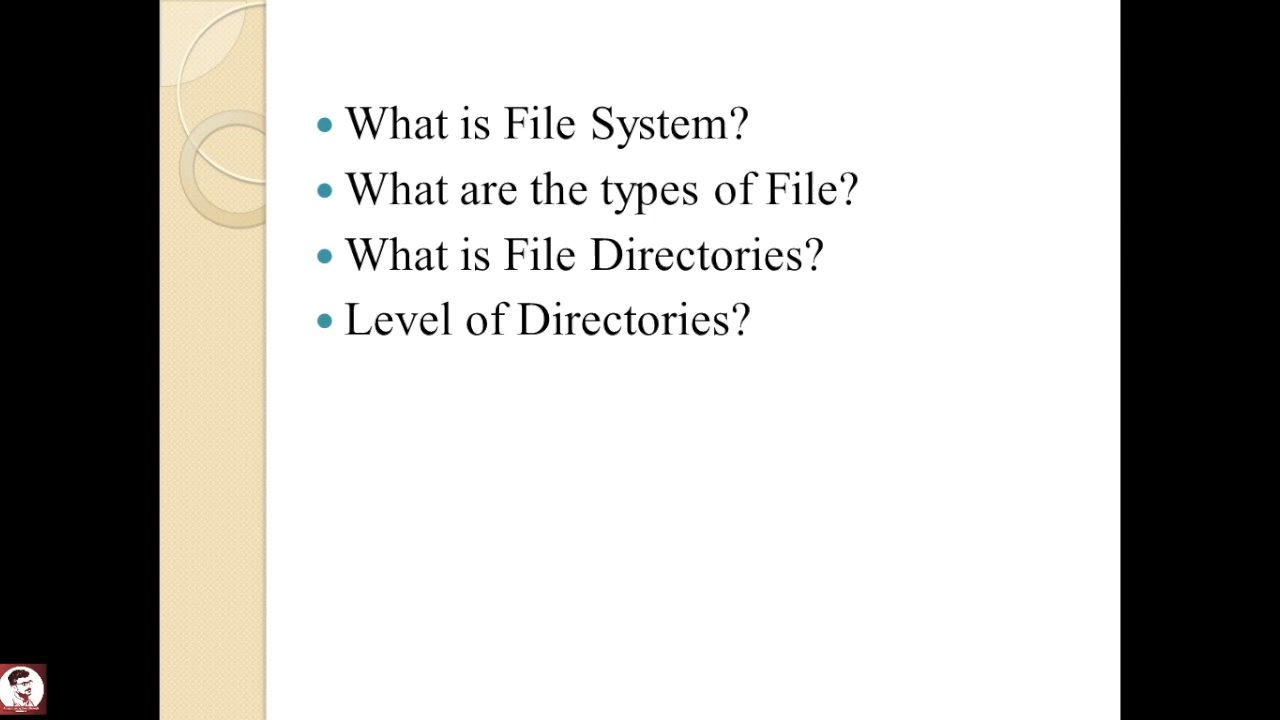 What is File System?
What are the types of File?
What is File Directories?
Level of Directories?